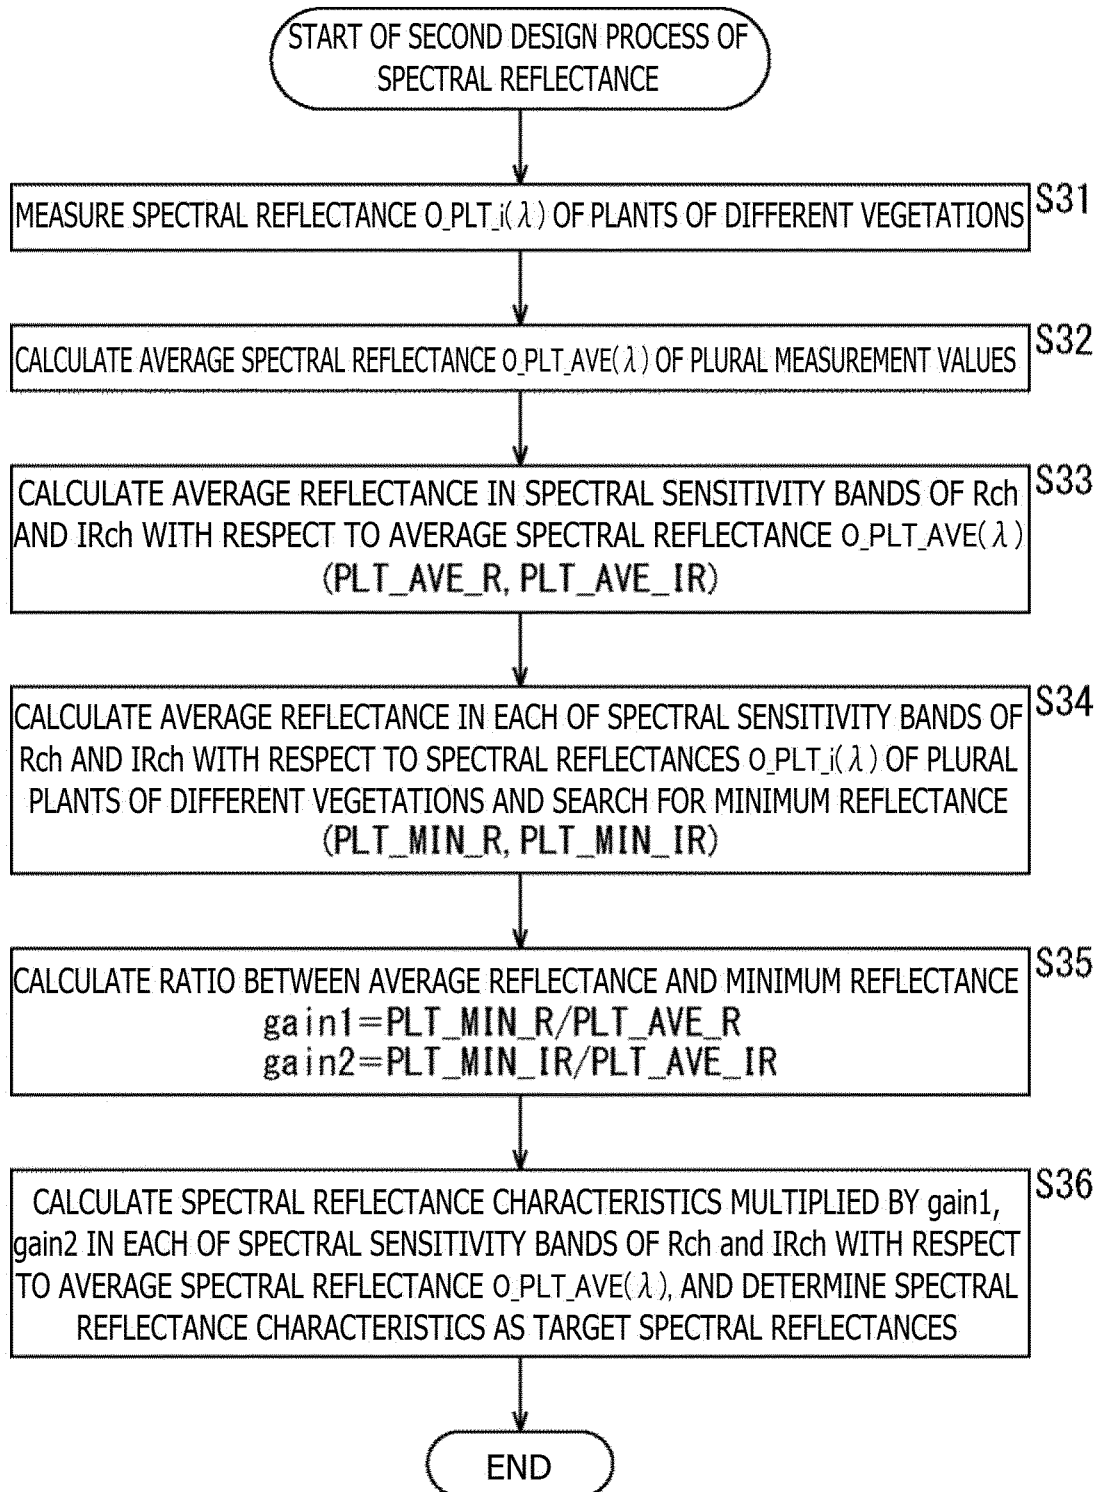 START OF SECOND DESIGN PROCESS OF
SPECTRAL REFLECTANCE
S31
MEASURE SPECTRAL REFLECTANCE O_PLT_i(λ) OF PLANTS OF DIFFERENT VEGETATIONS
S32
CALCULATE AVERAGE SPECTRAL REFLECTANCE O_PLT_AVE(λ) OF PLURAL MEASUREMENT VALUES
S33
CALCULATE AVERAGE REFLECTANCE IN SPECTRAL SENSITIVITY BANDS OF Rch
AND IRch WITH RESPECT TO AVERAGE SPECTRAL REFLECTANCE O_PLT_AVE(λ)
(PLT_AVE_R, PLT_AVE_IR)
S34
CALCULATE AVERAGE REFLECTANCE IN EACH OF SPECTRAL SENSITIVITY BANDS OF
Rch AND IRch WITH RESPECT TO SPECTRAL REFLECTANCES O_PLT_i(λ) OF PLURAL
PLANTS OF DIFFERENT VEGETATIONS AND SEARCH FOR MINIMUM REFLECTANCE
(PLT_MIN_R, PLT_MIN_IR)
S35
CALCULATE RATIO BETWEEN AVERAGE REFLECTANCE AND MINIMUM REFLECTANCE
gain1=PLT_MIN_R/PLT_AVE_R
gain2=PLT_MIN_IR/PLT_AVE_IR
S36
CALCULATE SPECTRAL REFLECTANCE CHARACTERISTICS MULTIPLIED BY gain1,
gain2 IN EACH OF SPECTRAL SENSITIVITY BANDS OF Rch and IRch WITH RESPECT
TO AVERAGE SPECTRAL REFLECTANCE O_PLT_AVE(λ), AND DETERMINE SPECTRAL
REFLECTANCE CHARACTERISTICS AS TARGET SPECTRAL REFLECTANCES
END